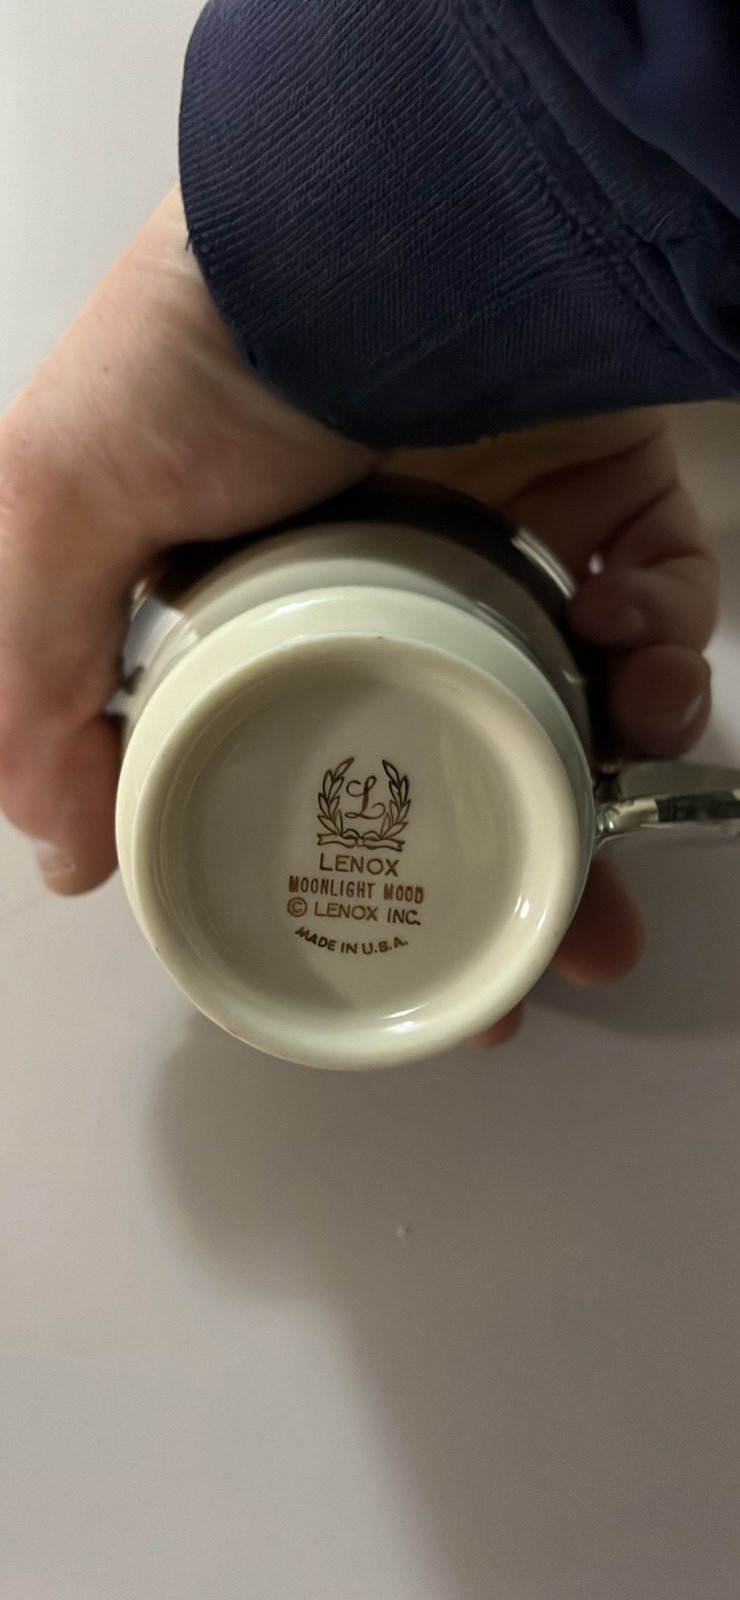 L
LENOX
MOONLIGHT MOOD
© LENOX INC.
MADE IN U.S.A.